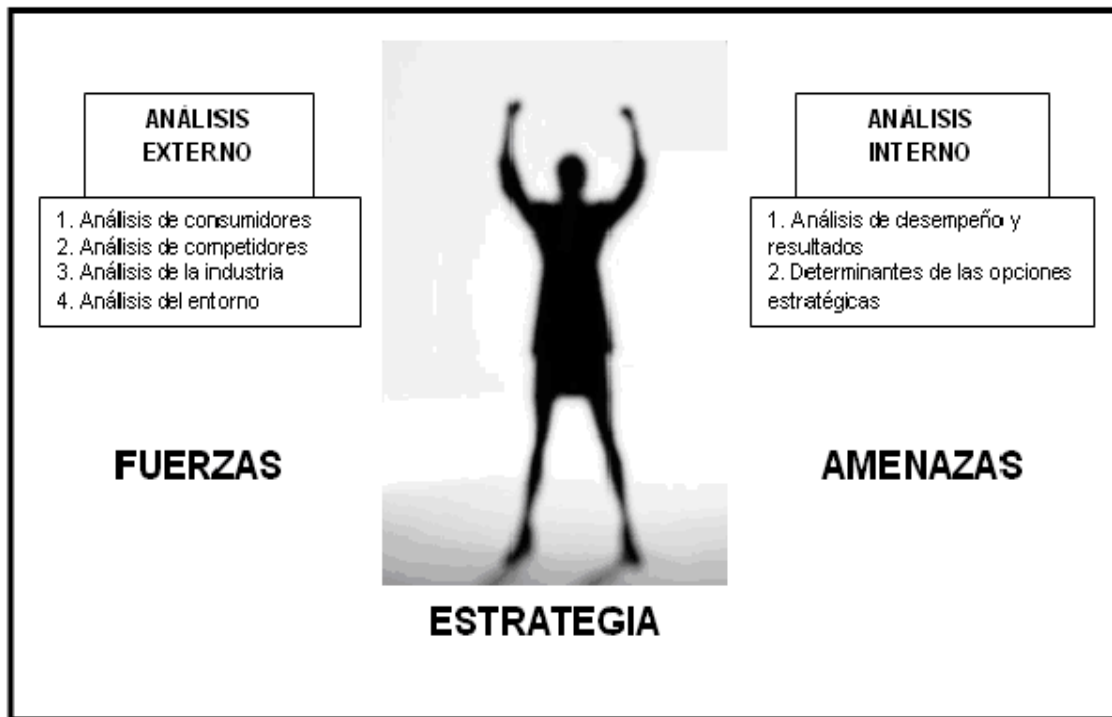 ANÁLISIS
EXTERNO
1. Análisis de consumidores
2. Análisis de competidores
3. Análisis de la industria
4. Análisis del entorno
FUERZAS
ANÁLISIS
INTERNO
1. Análisis de desempeño y
resultados
2. Determinantes de las opciones
estratégicas
AMENAZAS
ESTRATEGIA